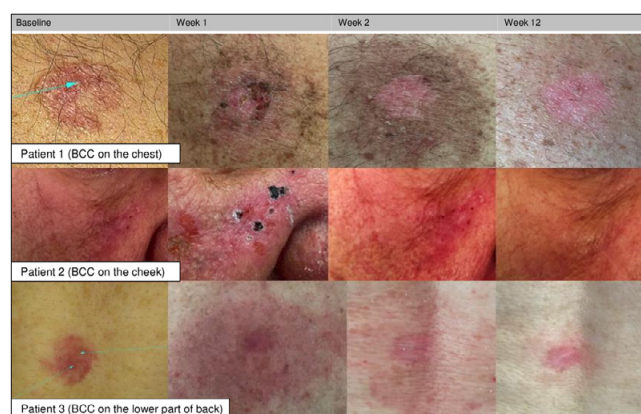 Baseline Week 1 Week 2 Week 12
Patient 1 (BCC on the chest)
Patient 2 (BCC on the cheek)
Patient 3 (BCC on the lower part of back)